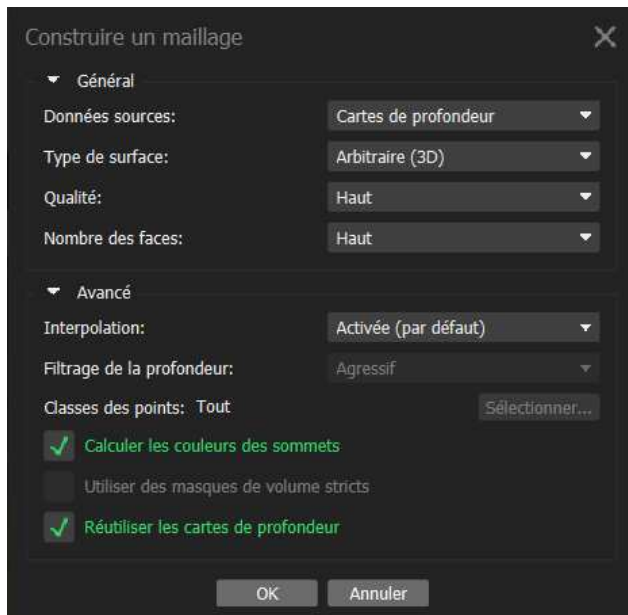 Construire un maillage
Général
Données sources: Cartes de profondeur
Type de surface: Arbitraire (3D)
Qualité: Haut
Nombre des faces: Haut
Avancé
Interpolation: Activée (par défaut)
Filtrage de la profondeur: Agressif
Classes des points: Tout Sélectionner...
Calculer les couleurs des sommets
Utiliser des masques de volume stricts
Réutiliser les cartes de profondeur
OK Annuler